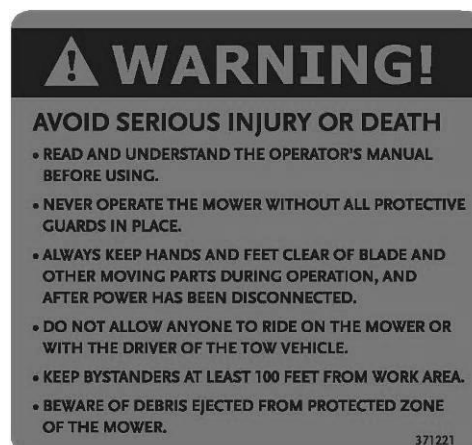 WARNING!
AVOID SERIOUS INJURY OR DEATH
• READ AND UNDERSTAND THE OPERATOR'S MANUAL
BEFORE USING.
• NEVER OPERATE THE MOWER WITHOUT ALL PROTECTIVE
GUARDS IN PLACE.
• ALWAYS KEEP HANDS AND FEET CLEAR OF BLADE AND
OTHER MOVING PARTS DURING OPERATION, AND
AFTER POWER HAS BEEN DISCONNECTED.
• DO NOT ALLOW ANYONE TO RIDE ON THE MOWER OR
WITH THE DRIVER OF THE TOW VEHICLE.
• KEEP BYSTANDERS AT LEAST 100 FEET FROM WORK AREA.
• BEWARE OF DEBRIS EJECTED FROM PROTECTED ZONE
OF THE MOWER.
371221